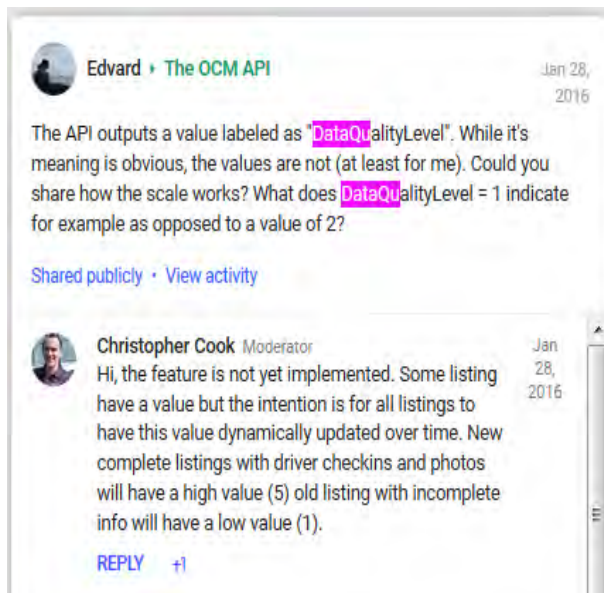 Edvard ▸ The OCM API
Jan 28,
2016
The API outputs a value labeled as "DataQualityLevel". While it's
meaning is obvious, the values are not (at least for me). Could you
share how the scale works? What does DataQualityLevel = 1 indicate
for example as opposed to a value of 2?
Shared publicly • View activity
Christopher Cook Moderator
Jan
28,
2016
Hi, the feature is not yet implemented. Some listing
have a value but the intention is for all listings to
have this value dynamically updated over time. New
complete listings with driver checkins and photos
will have a high value (5) old listing with incomplete
info will have a low value (1).
REPLY +1